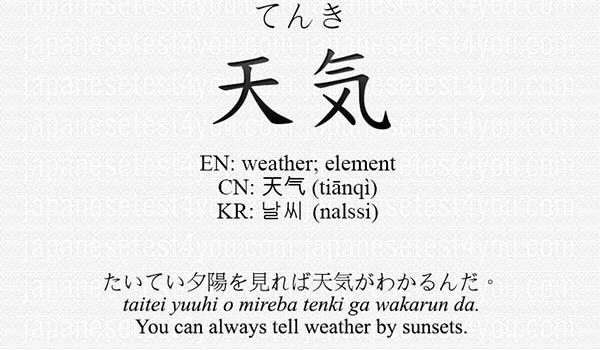 てんき
天気
EN: weather; element
CN: 天气 (tiānqì)
KR: 날씨 (nalssi)
たいてい夕陽を見れば天気がわかるんだ。
taitei yuuhi o mireba tenki ga wakarun da.
You can always tell weather by sunsets.
japanesetest4you.com